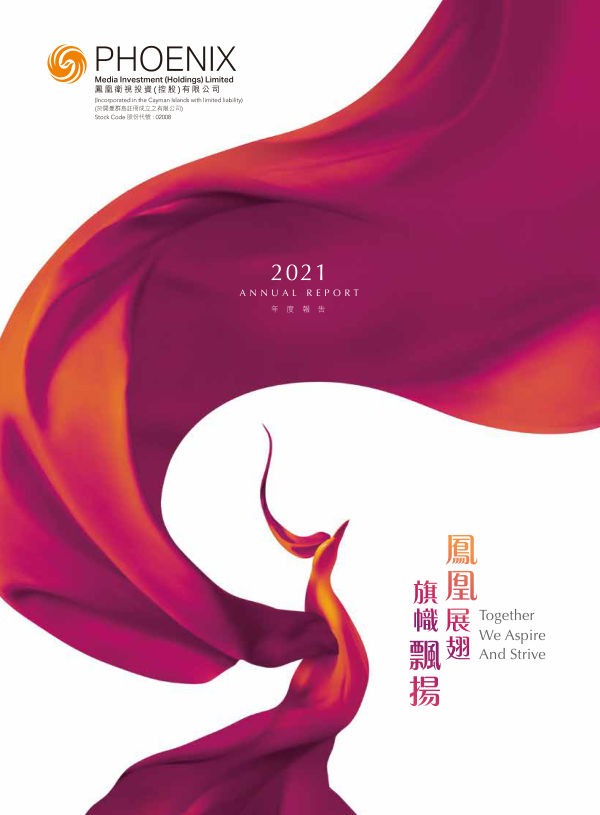 PHOENIX
Media Investment (Holdings) Limited
鳳凰衛視投資(控股)有限公司
(Incorporated in the Cayman Islands with limited liability)
(於開曼群島註冊成立之有限公司)
Stock Code 股份代號 : 02008
2021
ANNUAL REPORT
年度報告
鳳凰展翅
旗幟飄揚
Together
We Aspire
And Strive